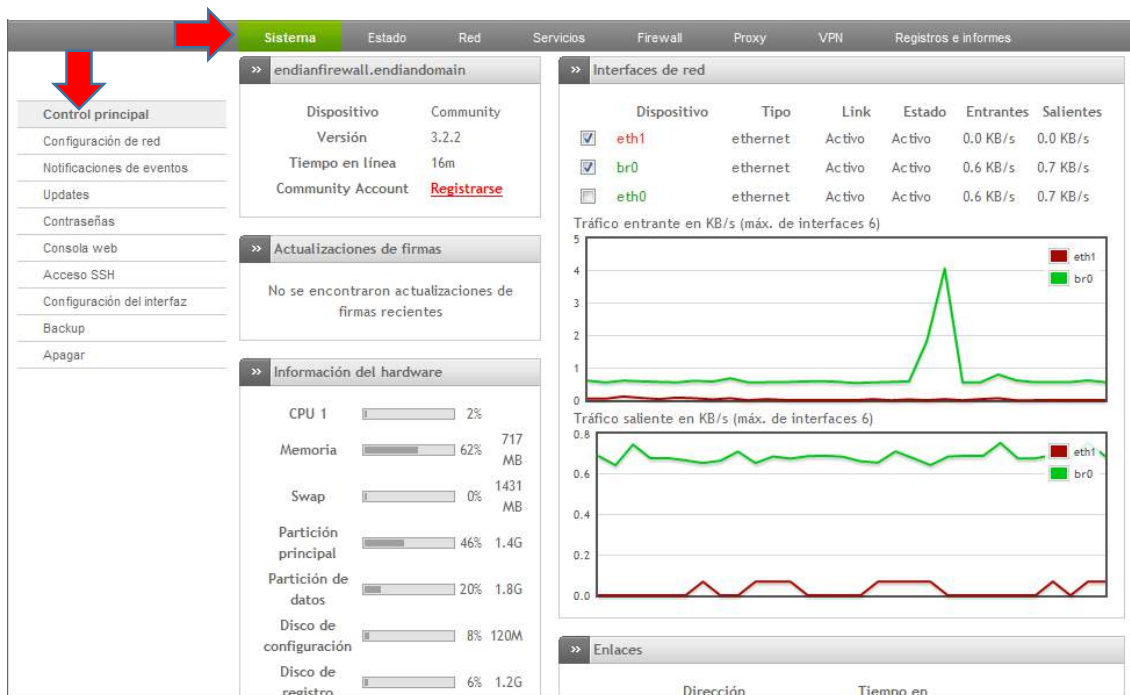 Sistema Estado Red Servicios Firewall Proxy VPN Registros e informes
Control principal
Configuración de red
Notificaciones de eventos
Updates
Contraseñas
Consola web
Acceso SSH
Configuración del interfaz
Backup
Apagar
» endianfirewall.endiandomain
Dispositivo Community
Versión 3.2.2
Tiempo en línea 16m
Community Account Registrarse
» Actualizaciones de firmas
No se encontraron actualizaciones de
firmas recientes
» Información del hardware
CPU 1 2%
Memoria 62% 717
MB
Swap 0% 1431
MB
Partición
principal 46% 1.4G
Partición de
datos 20% 1.8G
Disco de
configuración 8% 120M
Disco de
registro 6% 1.2G
» Interfaces de red
Dispositivo Tipo Link Estado Entrantes Salientes
eth1 ethernet Activo Activo 0.0 KB/s 0.0 KB/s
br0 ethernet Activo Activo 0.6 KB/s 0.7 KB/s
eth0 ethernet Activo Activo 0.6 KB/s 0.7 KB/s
Tráfico entrante en KB/s (máx. de interfaces 6)
5
4
3
2
1
0
eth1
br0
Tráfico saliente en KB/s (máx. de interfaces 6)
0.8
0.6
0.4
0.2
0.0
eth1
br0
» Enlaces
Dirección Tiempo en